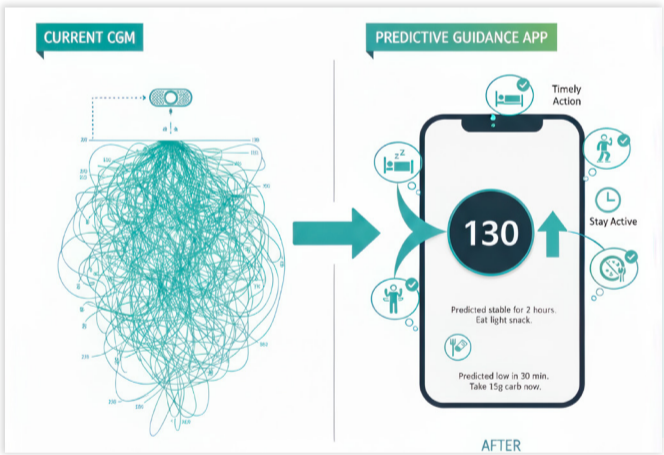 CURRENT CGM
PREDICTIVE GUIDANCE APP
Timely
Action
130
Stay Active
Predicted stable for 2 hours.
Eat light snack.
Predicted low in 30 min.
Take 15g carb now.
AFTER